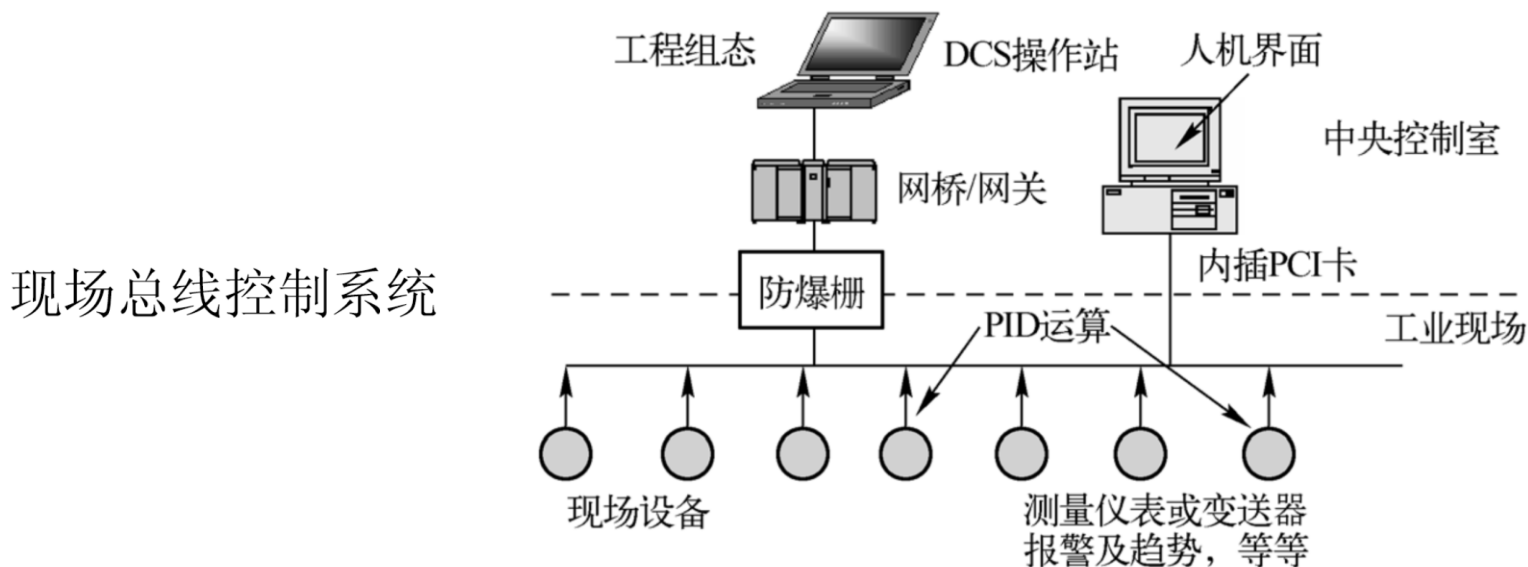 工程组态
DCS操作站
人机界面
中央控制室
网桥/网关
内插PCI卡
现场总线控制系统
防爆栅
PID运算
工业现场
现场设备
测量仪表或变送器
报警及趋势，等等